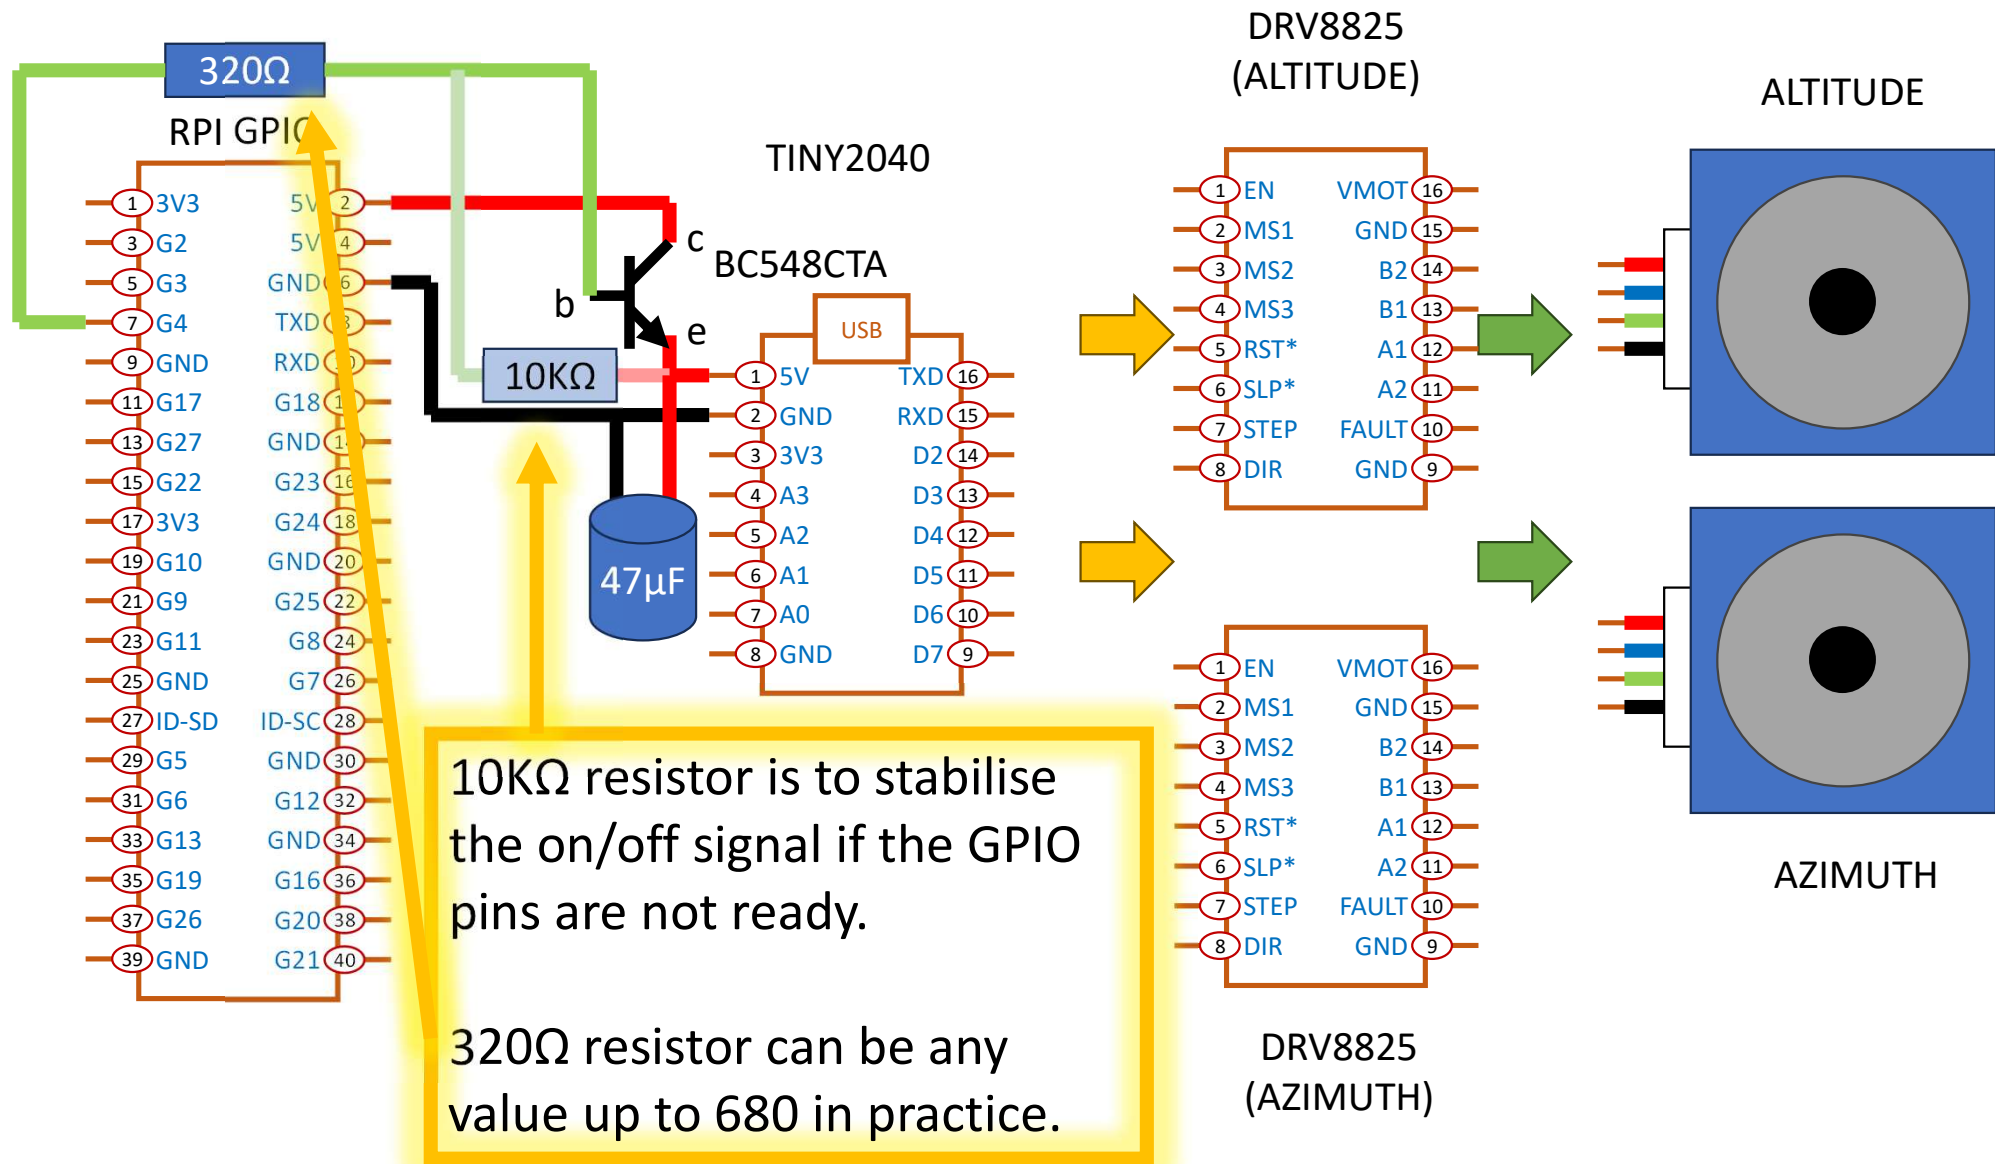 DRV8825
(ALTITUDE)
ALTITUDE
320Ω
RPI GPIO
TINY2040
BC548CTA
c
b
e
10KΩ
47µF
USB
1 3V3 5V 2
3 G2 5V 4
5 G3 GND 6
7 G4 TXD 8
9 GND RXD 10
11 G17 G18 12
13 G27 GND 14
15 G22 G23 16
17 3V3 G24 18
19 G10 GND 20
21 G9 G25 22
23 G11 G8 24
25 GND G7 26
27 ID-SD ID-SC 28
29 G5 GND 30
31 G6 G12 32
33 G13 GND 34
35 G19 G16 36
37 G26 G20 38
39 GND G21 40
1 5V TXD 16
2 GND RXD 15
3 3V3 D2 14
4 A3 D3 13
5 A2 D4 12
6 A1 D5 11
7 A0 D6 10
8 GND D7 9
1 EN VMOT 16
2 MS1 GND 15
3 MS2 B2 14
4 MS3 B1 13
5 RST* A1 12
6 SLP* A2 11
7 STEP FAULT 10
8 DIR GND 9
1 EN VMOT 16
2 MS1 GND 15
3 MS2 B2 14
4 MS3 B1 13
5 RST* A1 12
6 SLP* A2 11
7 STEP FAULT 10
8 DIR GND 9
DRV8825
(AZIMUTH)
AZIMUTH
10KΩ resistor is to stabilise
the on/off signal if the GPIO
pins are not ready.
320Ω resistor can be any
value up to 680 in practice.